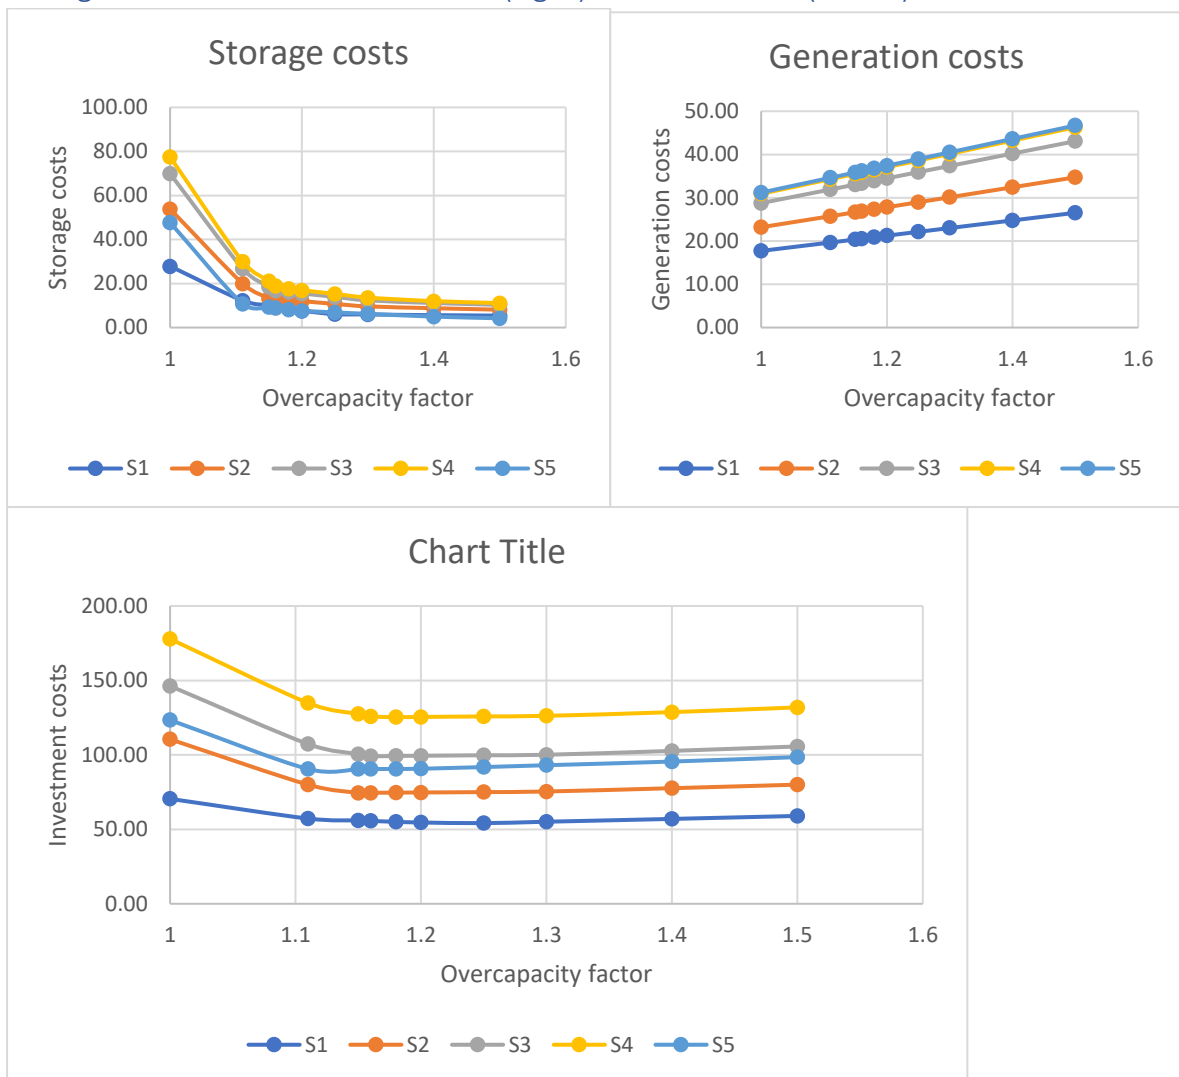 Storage costs
100.00
80.00
60.00
40.00
20.00
0.00
1 1.2 1.4 1.6
Storage costs
Overcapacity factor
S1 S2 S3 S4 S5
Generation costs
50.00
40.00
30.00
20.00
10.00
0.00
1 1.2 1.4 1.6
Generation costs
Overcapacity factor
S1 S2 S3 S4 S5
Chart Title
200.00
150.00
100.00
50.00
0.00
1 1.1 1.2 1.3 1.4 1.5 1.6
Investment costs
Overcapacity factor
S1 S2 S3 S4 S5